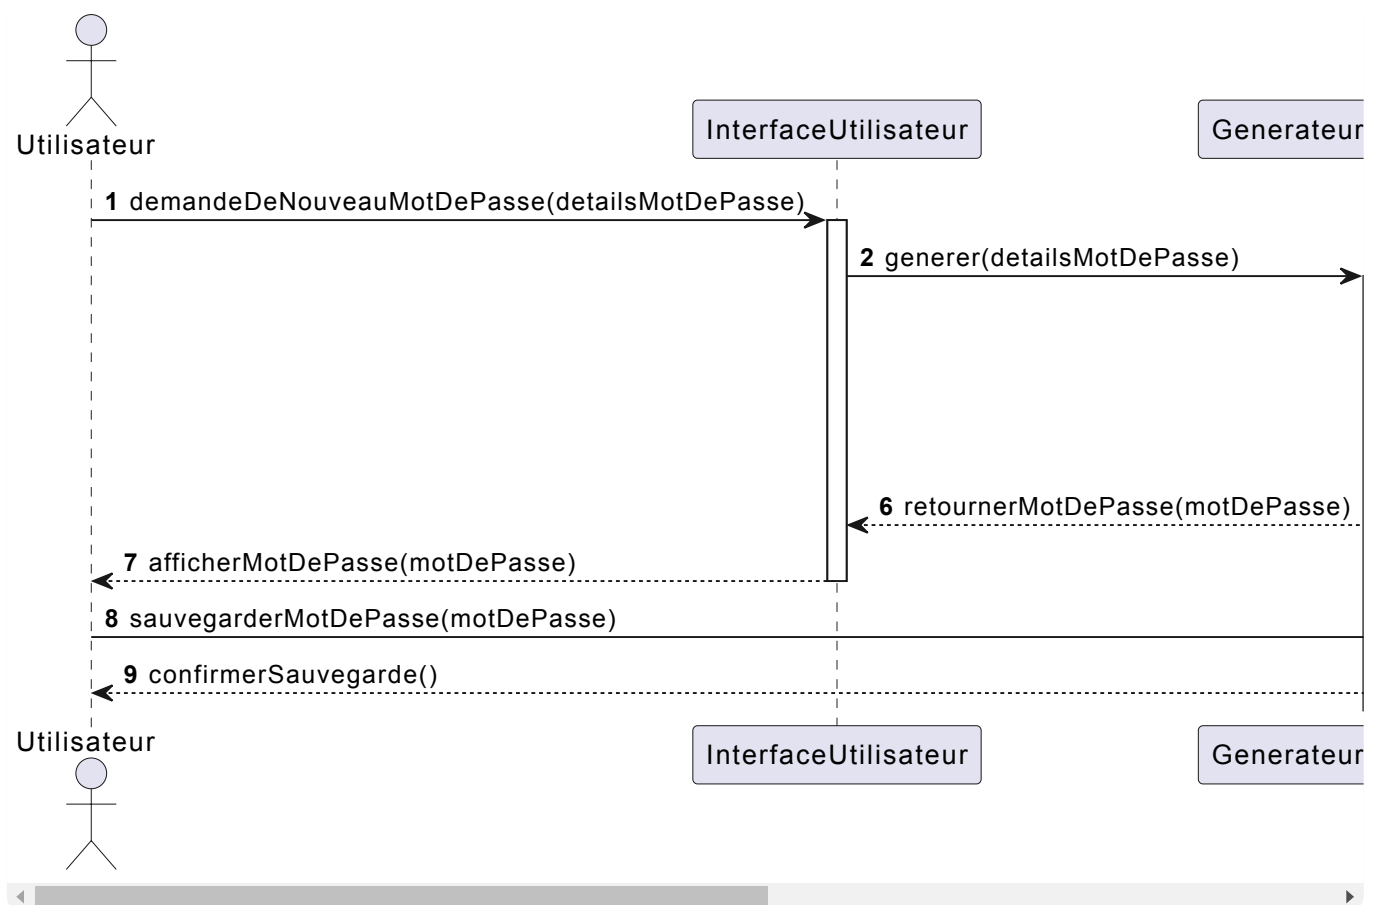 Utilisateur
InterfaceUtilisateur
Generateur
1 demandeDeNouveauMotDePasse(detailsMotDePasse)
2 generer(detailsMotDePasse)
6 retournerMotDePasse(motDePasse)
7 afficherMotDePasse(motDePasse)
8 sauvegarderMotDePasse(motDePasse)
9 confirmerSauvegarde()
Utilisateur
InterfaceUtilisateur
Generateur